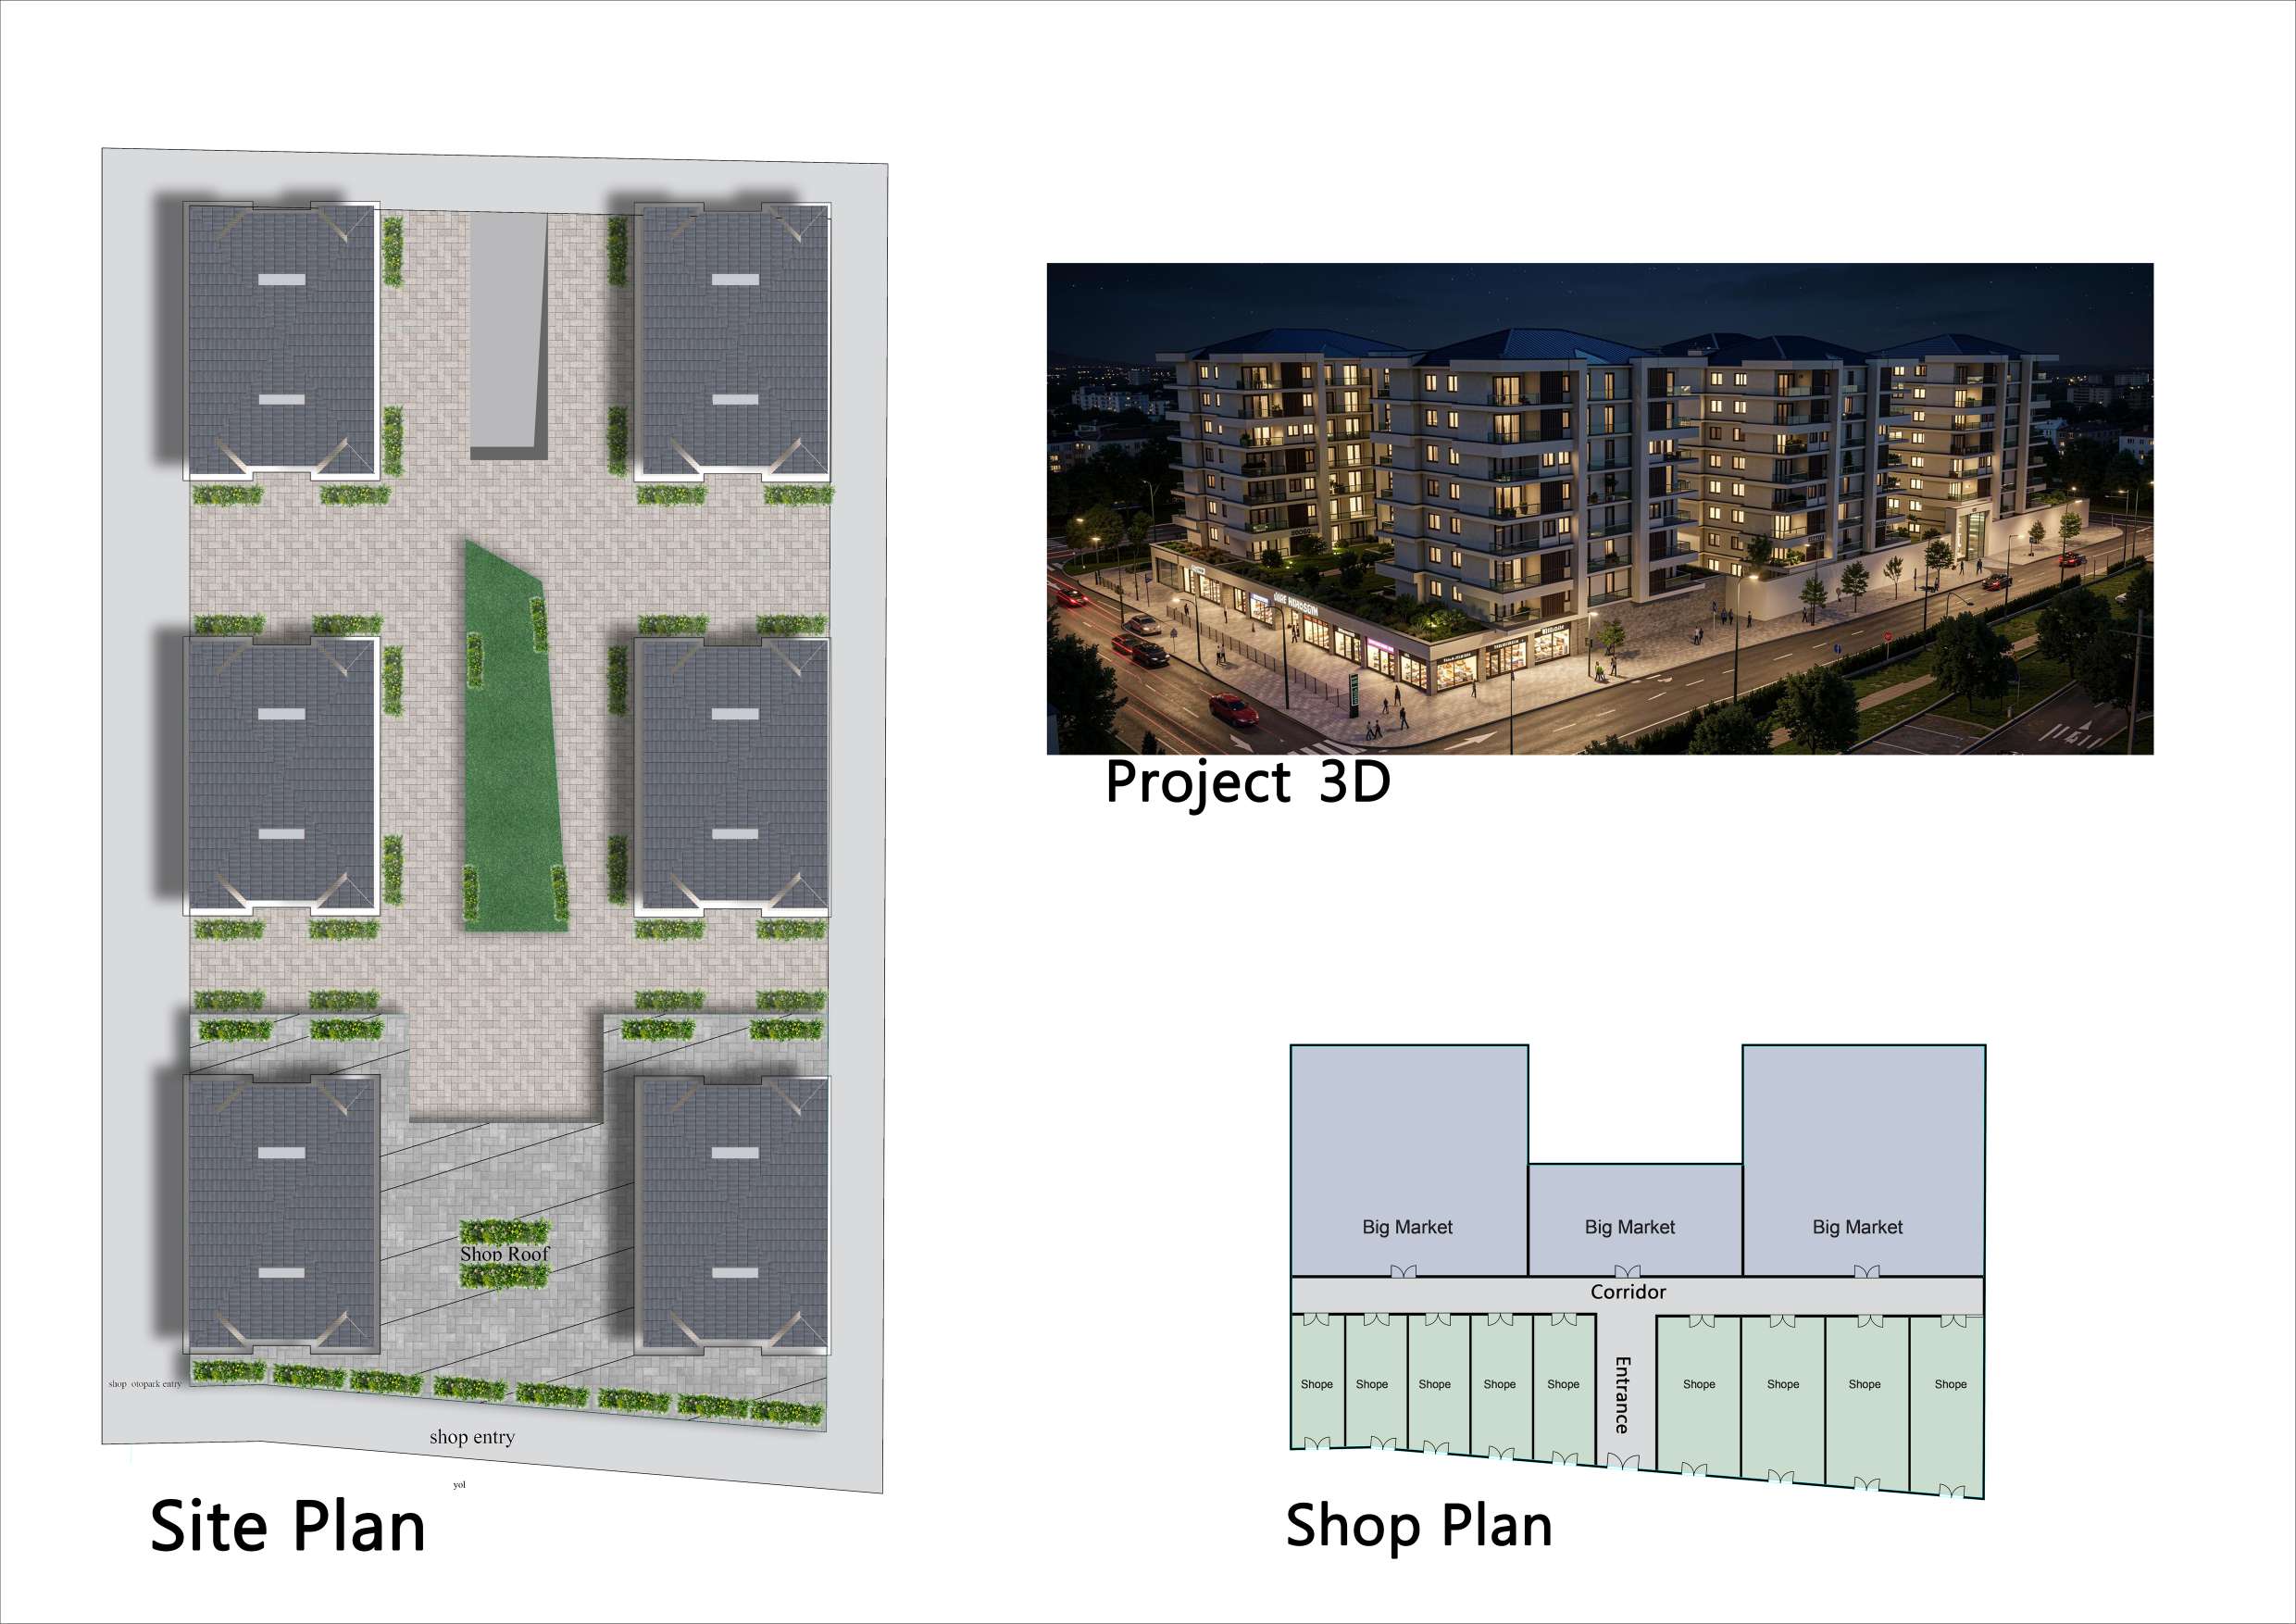 Shop Roof
shop otopark entry
shop entry
yol
Site Plan
Project 3D
Big Market
Big Market
Big Market
Corridor
Shope
Shope
Shope
Shope
Shope
Entrance
Shope
Shope
Shope
Shope
Shop Plan